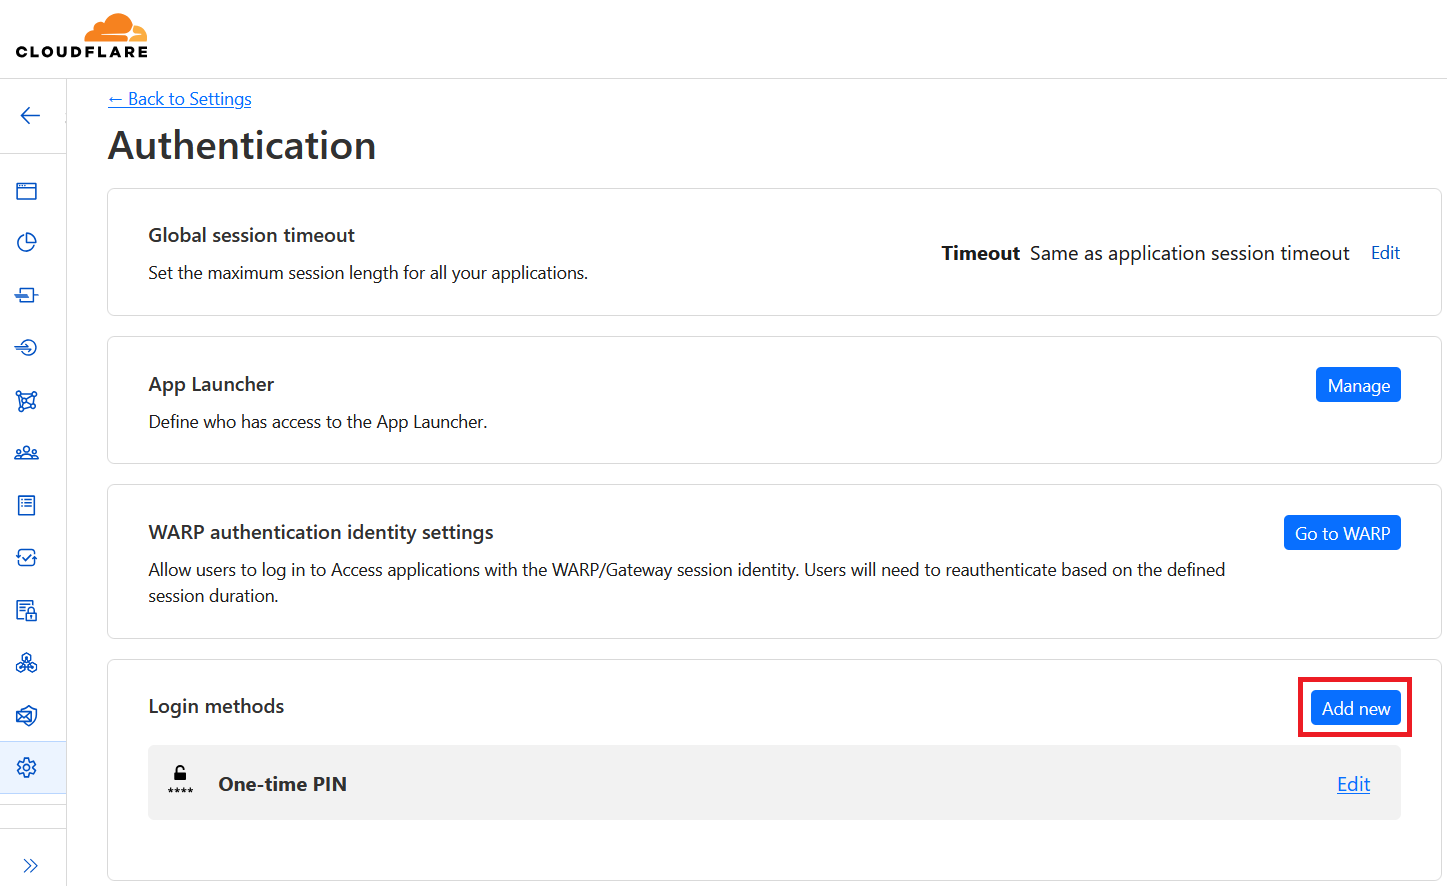 CLOUDFLARE
← Back to Settings
Authentication
Global session timeout
Set the maximum session length for all your applications.
Timeout Same as application session timeout Edit
App Launcher
Manage
Define who has access to the App Launcher.
WARP authentication identity settings
Go to WARP
Allow users to log in to Access applications with the WARP/Gateway session identity. Users will need to reauthenticate based on the defined
session duration.
Login methods
Add new
****
One-time PIN
Edit